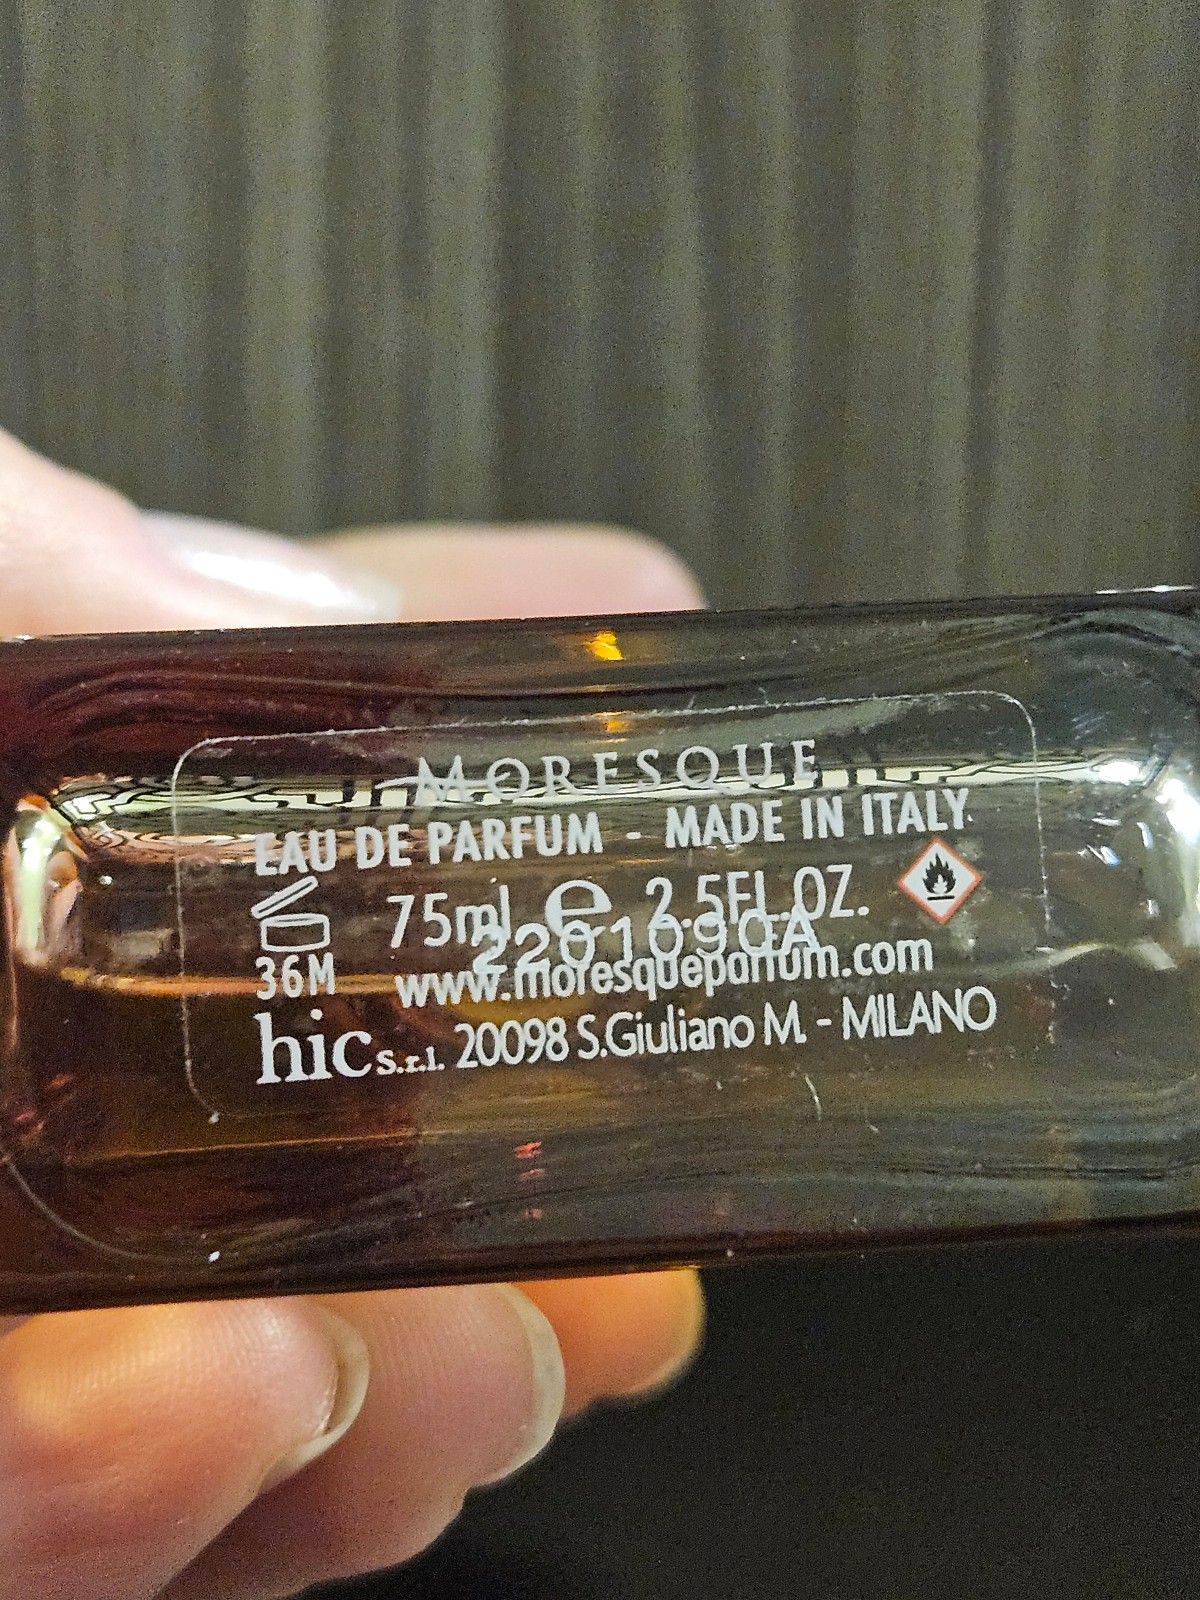 MORESQUE
EAU DE PARFUM - MADE IN ITALY
75ml e 2.5FL.OZ.
2201090A
36M
www.moresqueparfum.com
hic s.r.l. 20098 S.Giuliano M. - MILANO